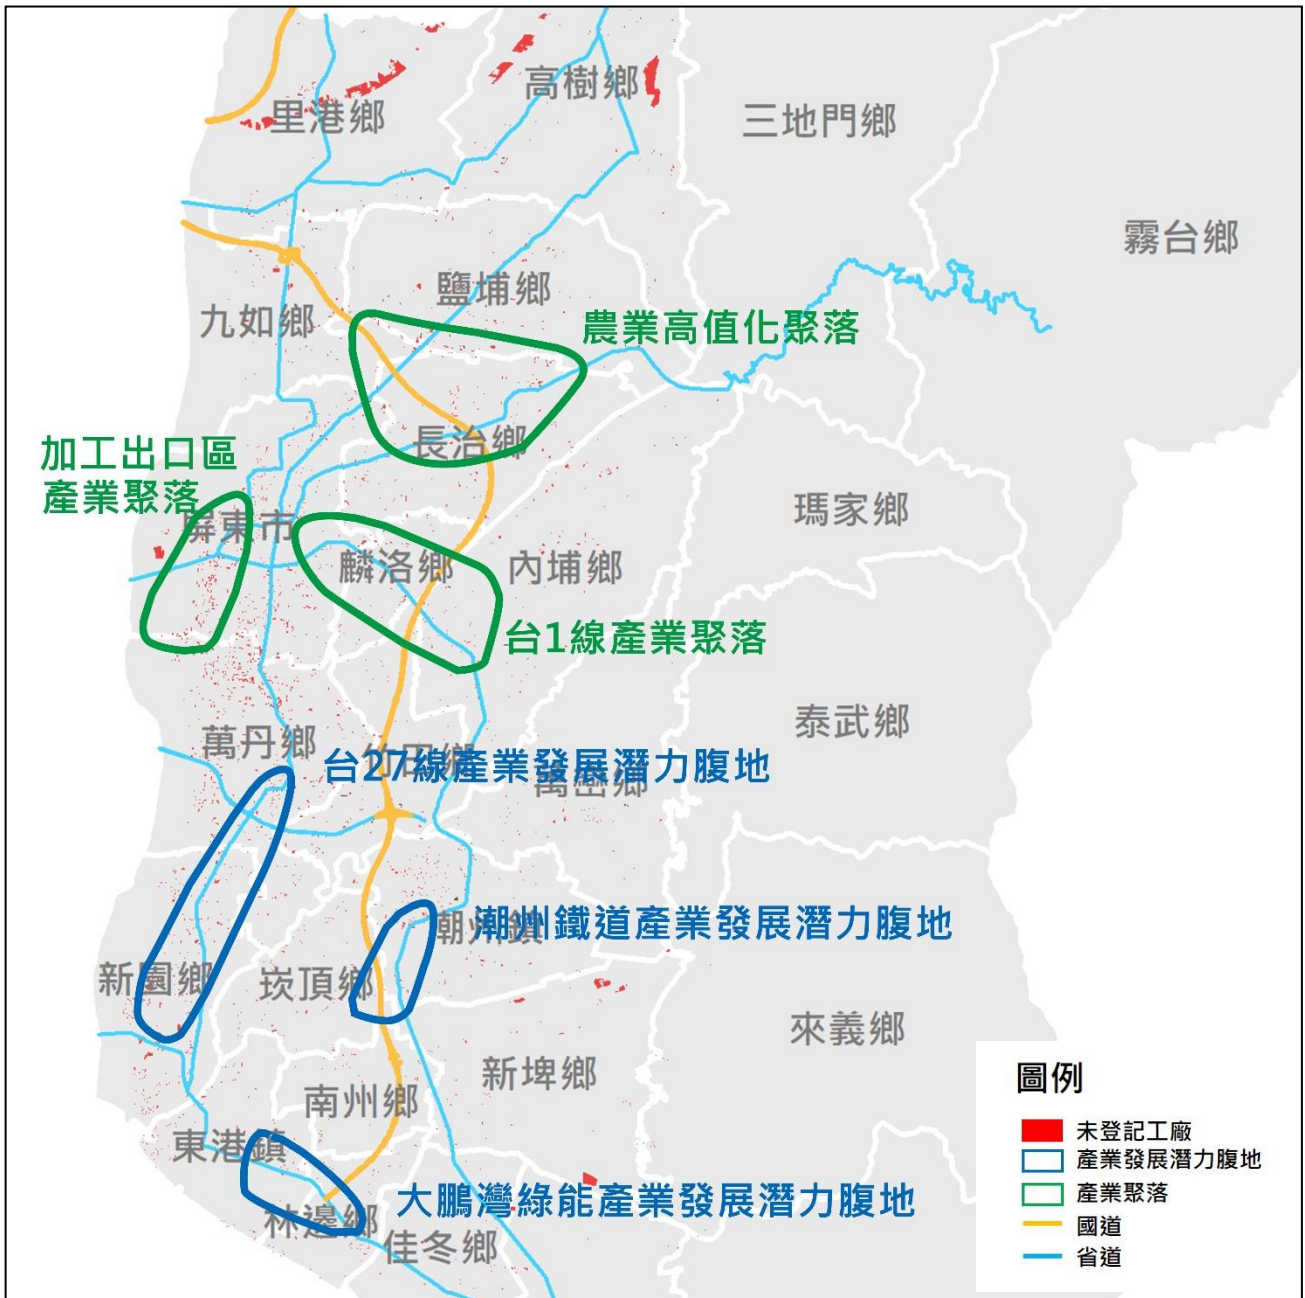 高樹鄉
里港鄉
三地門鄉
霧台鄉
鹽埔鄉
九如鄉
農業高值化聚落
長治鄉
加工出口區
產業聚落
屏東市
瑪家鄉
麟洛鄉
內埔鄉
台1線產業聚落
泰武鄉
萬丹鄉
竹田鄉
台27線產業發展潛力腹地
萬巒鄉
潮州鎮
潮州鐵道產業發展潛力腹地
新園鄉
崁頂鄉
來義鄉
新埤鄉
南州鄉
東港鎮
大鵬灣綠能產業發展潛力腹地
林邊鄉
佳冬鄉
圖例
未登記工廠
產業發展潛力腹地
產業聚落
國道
省道